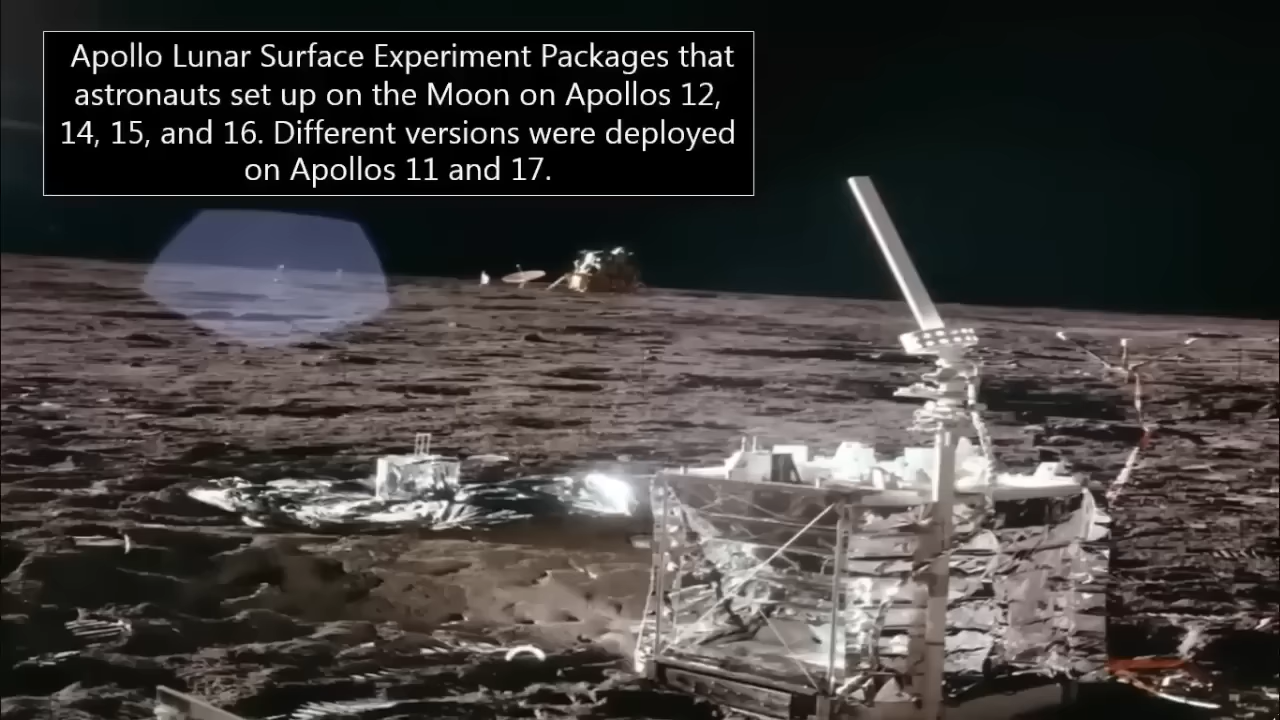 Apollo Lunar Surface Experiment Packages that
astronauts set up on the Moon on Apollos 12,
14, 15, and 16. Different versions were deployed
on Apollos 11 and 17.